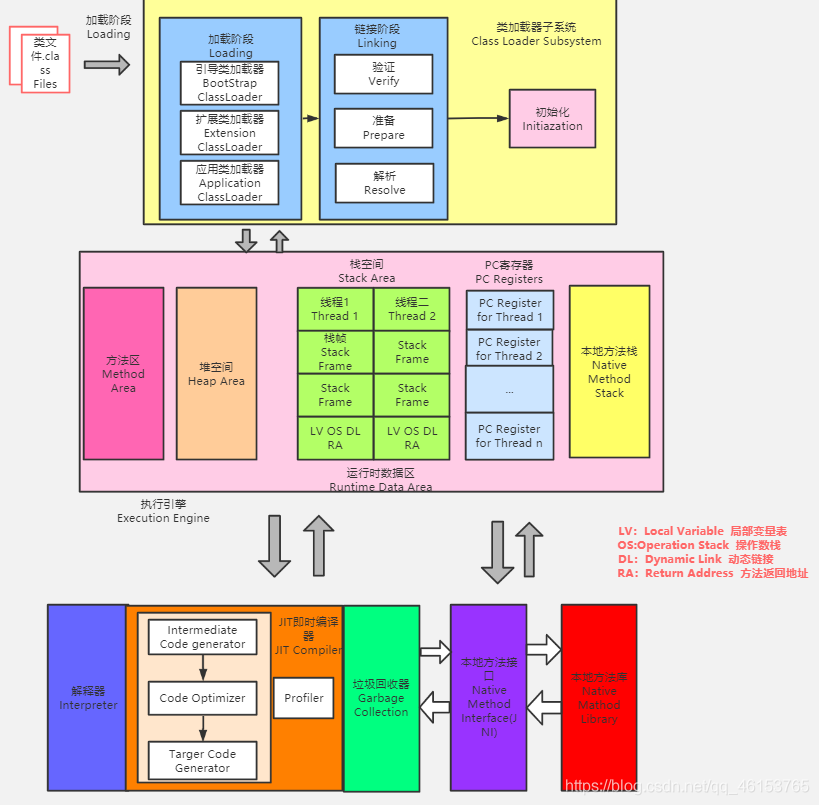 加载阶段
Loading
类文
件.cla
ss
Files
加载阶段
Loading
引导类加载器
BootStrap
ClassLoader
扩展类加载器
Extension
ClassLoader
应用类加载器
Application
ClassLoader
链接阶段
Linking
验证
Verify
准备
Prepare
解析
Resolve
类加载器子系统
Class Loader Subsystem
初始化
Initiazation
方法区
Method
Area
堆空间
Heap Area
栈空间
Stack Area
线程1
Thread 1
线程二
Thread 2
栈帧
Stack
Frame
Stack
Frame
Stack
Frame
Stack
Frame
LV OS DL
RA
LV OS DL
RA
PC寄存器
PC Registers
PC Register
for Thread 1
PC Register
for Thread 2
...
PC Register
for Thread n
本地方法栈
Native
Method
Stack
运行时数据区
Runtime Data Area
执行引擎
Execution Engine
LV：Local Variable 局部变量表
OS:Operation Stack 操作数栈
DL：Dynamic Link 动态链接
RA：Return Address 方法返回地址
解释器
Interpreter
Intermediate
Code generator
Code Optimizer
Targer Code
Generator
JIT即时编译
器
JIT Compiler
Profiler
垃圾回收器
Garbage
Collection
本地方法接
口
Native
Method
Interface(J
NI)
本地方法库
Native
Mathod
Library
https://blog.csdn.net/qq_46153765